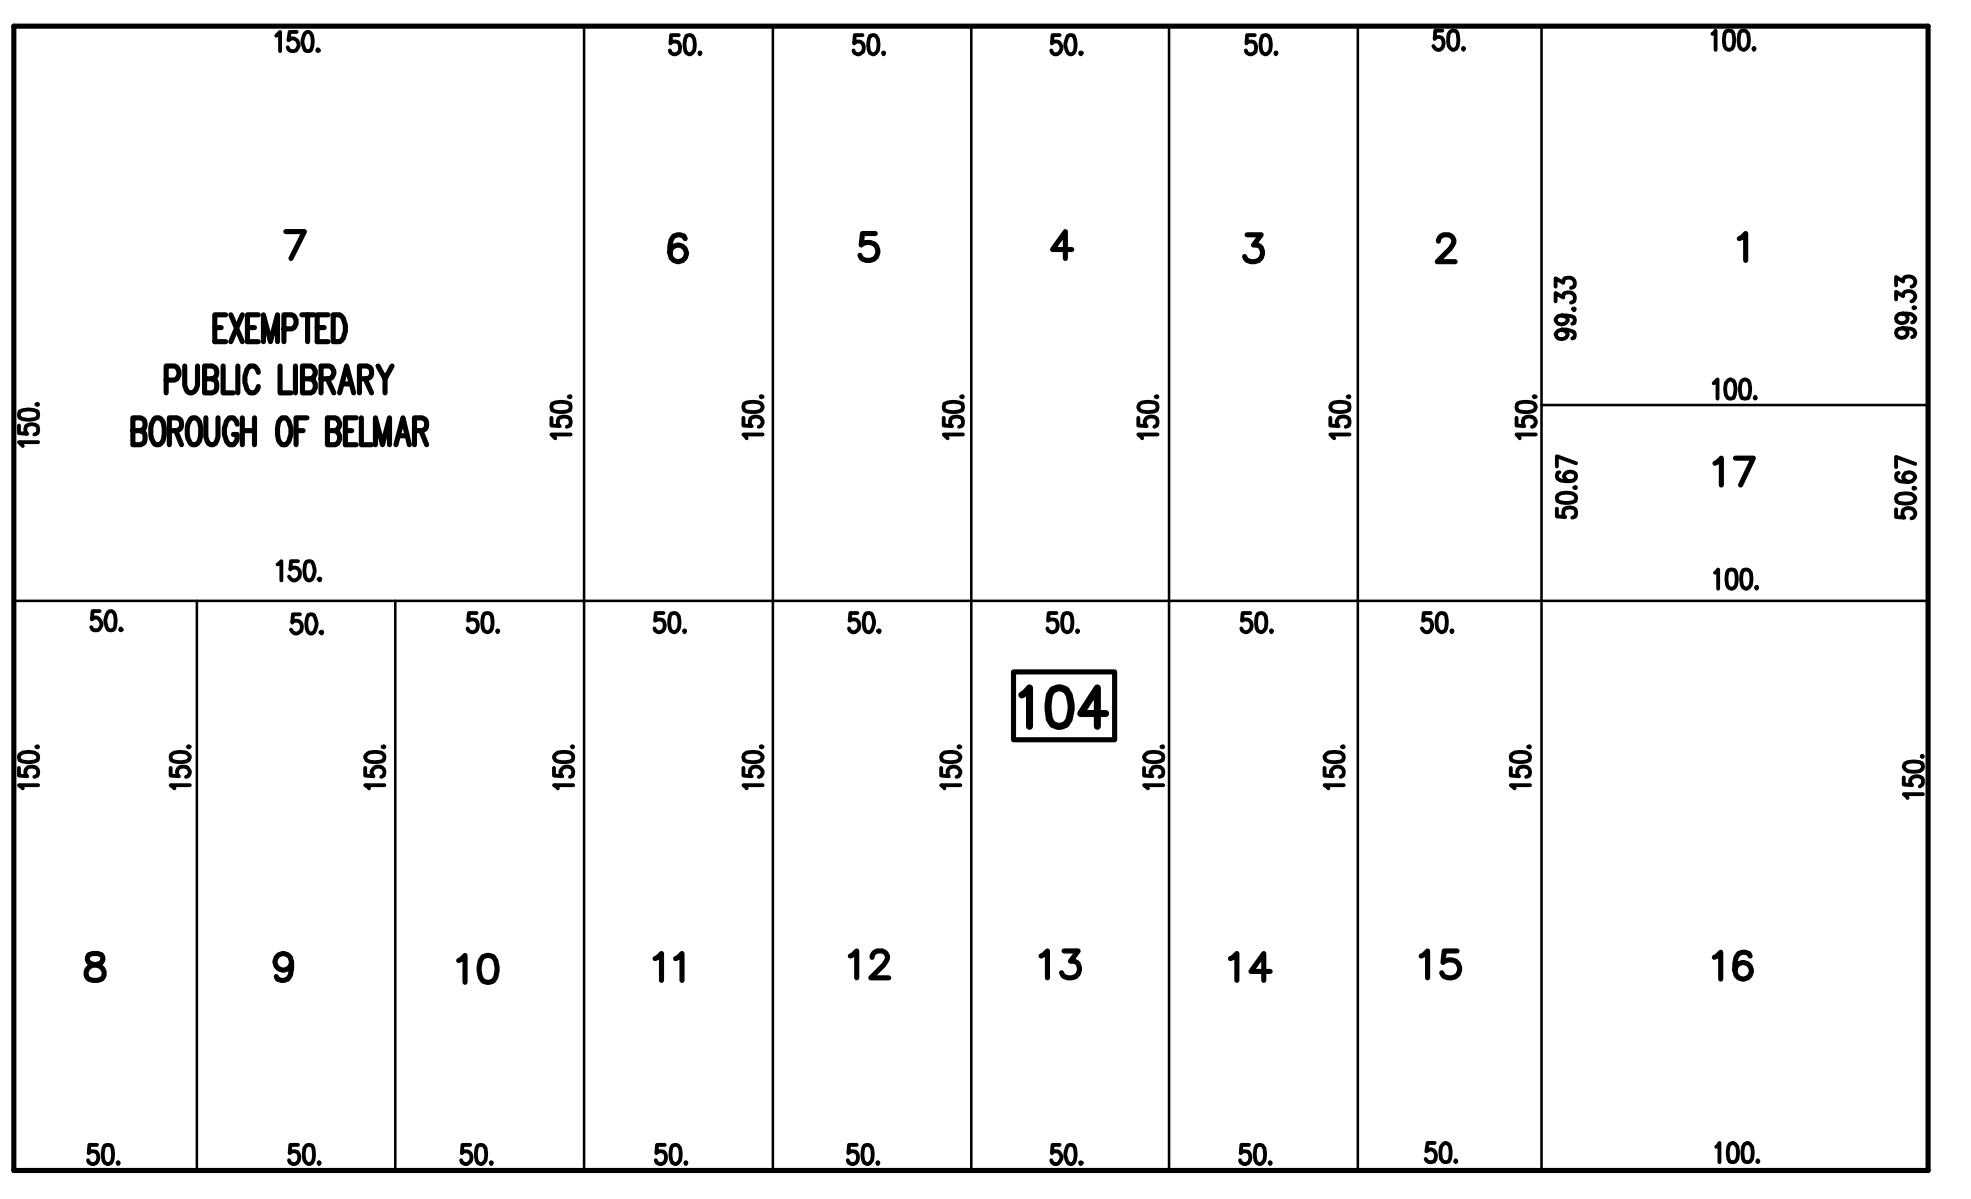 150. 50. 50. 50. 50. 50. 100.
7 6 5 4 3 2 1
99.33 99.33
EXEMPTED
PUBLIC LIBRARY
BOROUGH OF BELMAR
100.
150. 150. 150. 150. 150. 150. 150.
17
50.67 50.67
150. 100.
50. 50. 50. 50. 50. 50. 50. 50.
104
150. 150. 150. 150. 150. 150. 150. 150. 150. 150.
8 9 10 11 12 13 14 15 16
50. 50. 50. 50. 50. 50. 50. 50. 100.